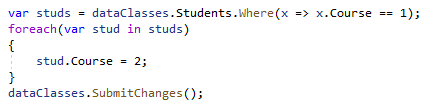 var studs = dataClasses.Students.Where(x => x.Course == 1);
foreach(var stud in studs)
{
    stud.Course = 2;
}
dataClasses.SubmitChanges();